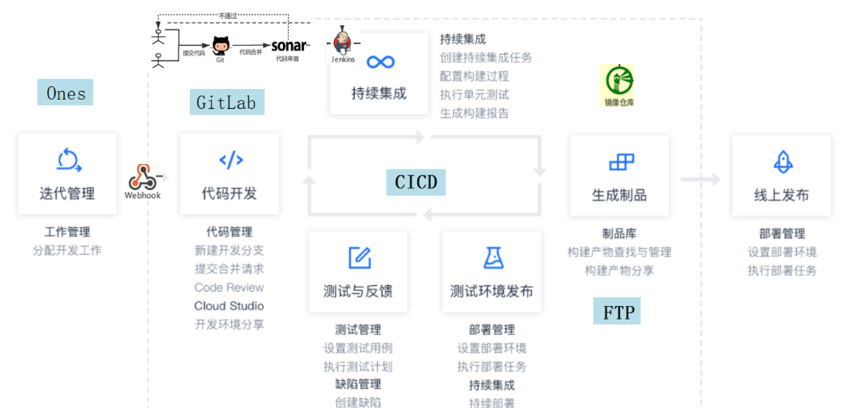 不通过
提交代码
Git
代码合并
sonar
代码审查
Jenkins
持续集成
持续集成
创建持续集成任务
配置构建过程
执行单元测试
生成构建报告
镜像仓库
Ones
GitLab
迭代管理
Webhook
代码开发
CICD
生成制品
线上发布
工作管理
分配开发工作
代码管理
新建开发分支
提交合并请求
Code Review
Cloud Studio
开发环境分享
测试与反馈
测试管理
设置测试用例
执行测试计划
缺陷管理
创建缺陷
测试环境发布
部署管理
设置部署环境
执行部署任务
持续集成
持续部署
制品库
构建产物查找与管理
构建产物分享
FTP
部署管理
设置部署环境
执行部署任务